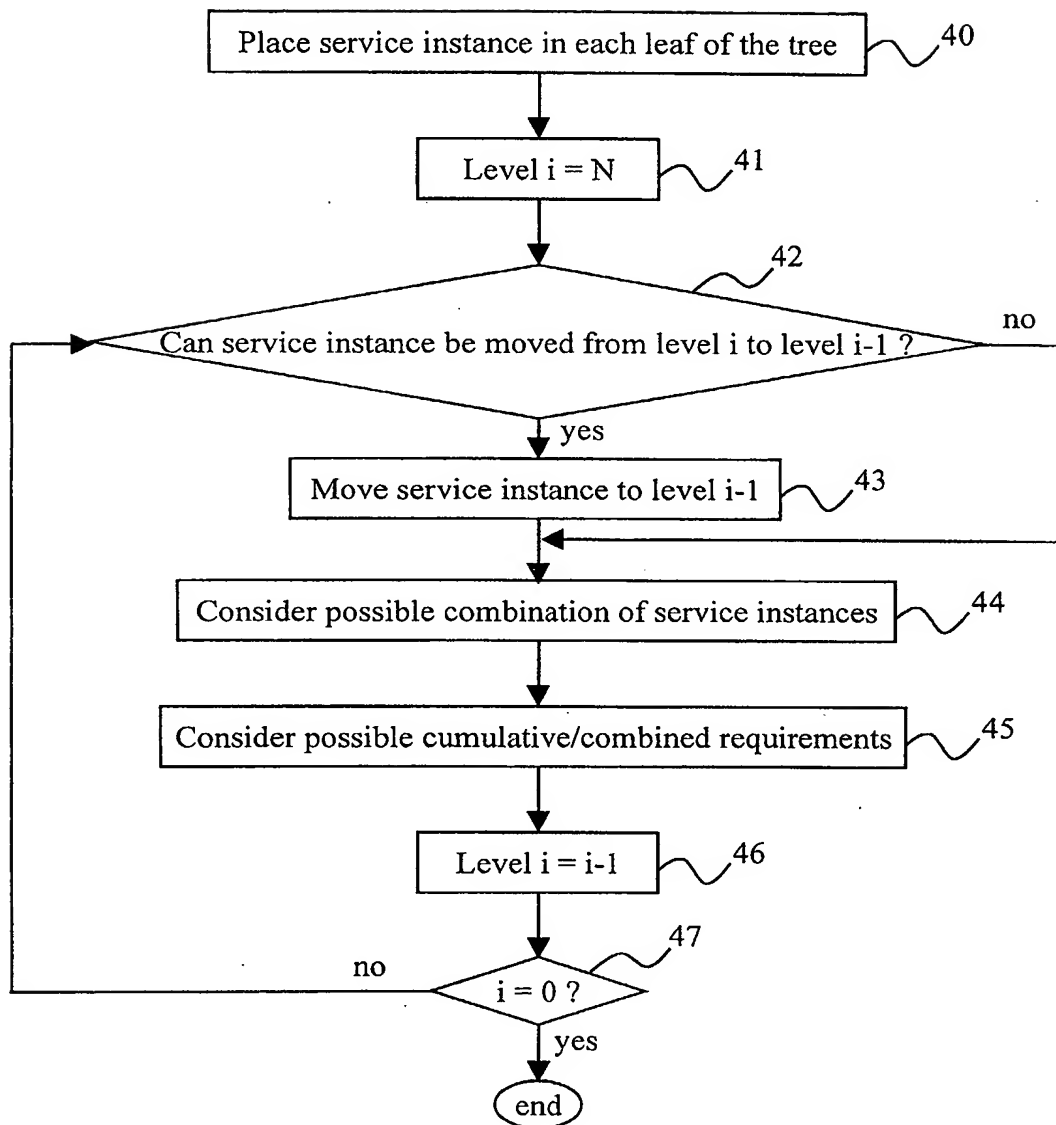 Place service instance in each leaf of the tree
40
Level i = N
41
42
Can service instance be moved from level i to level i-1 ?
no
yes
Move service instance to level i-1
43
Consider possible combination of service instances
44
Consider possible cumulative/combined requirements
45
Level i = i-1
46
47
no
i = 0 ?
yes
end